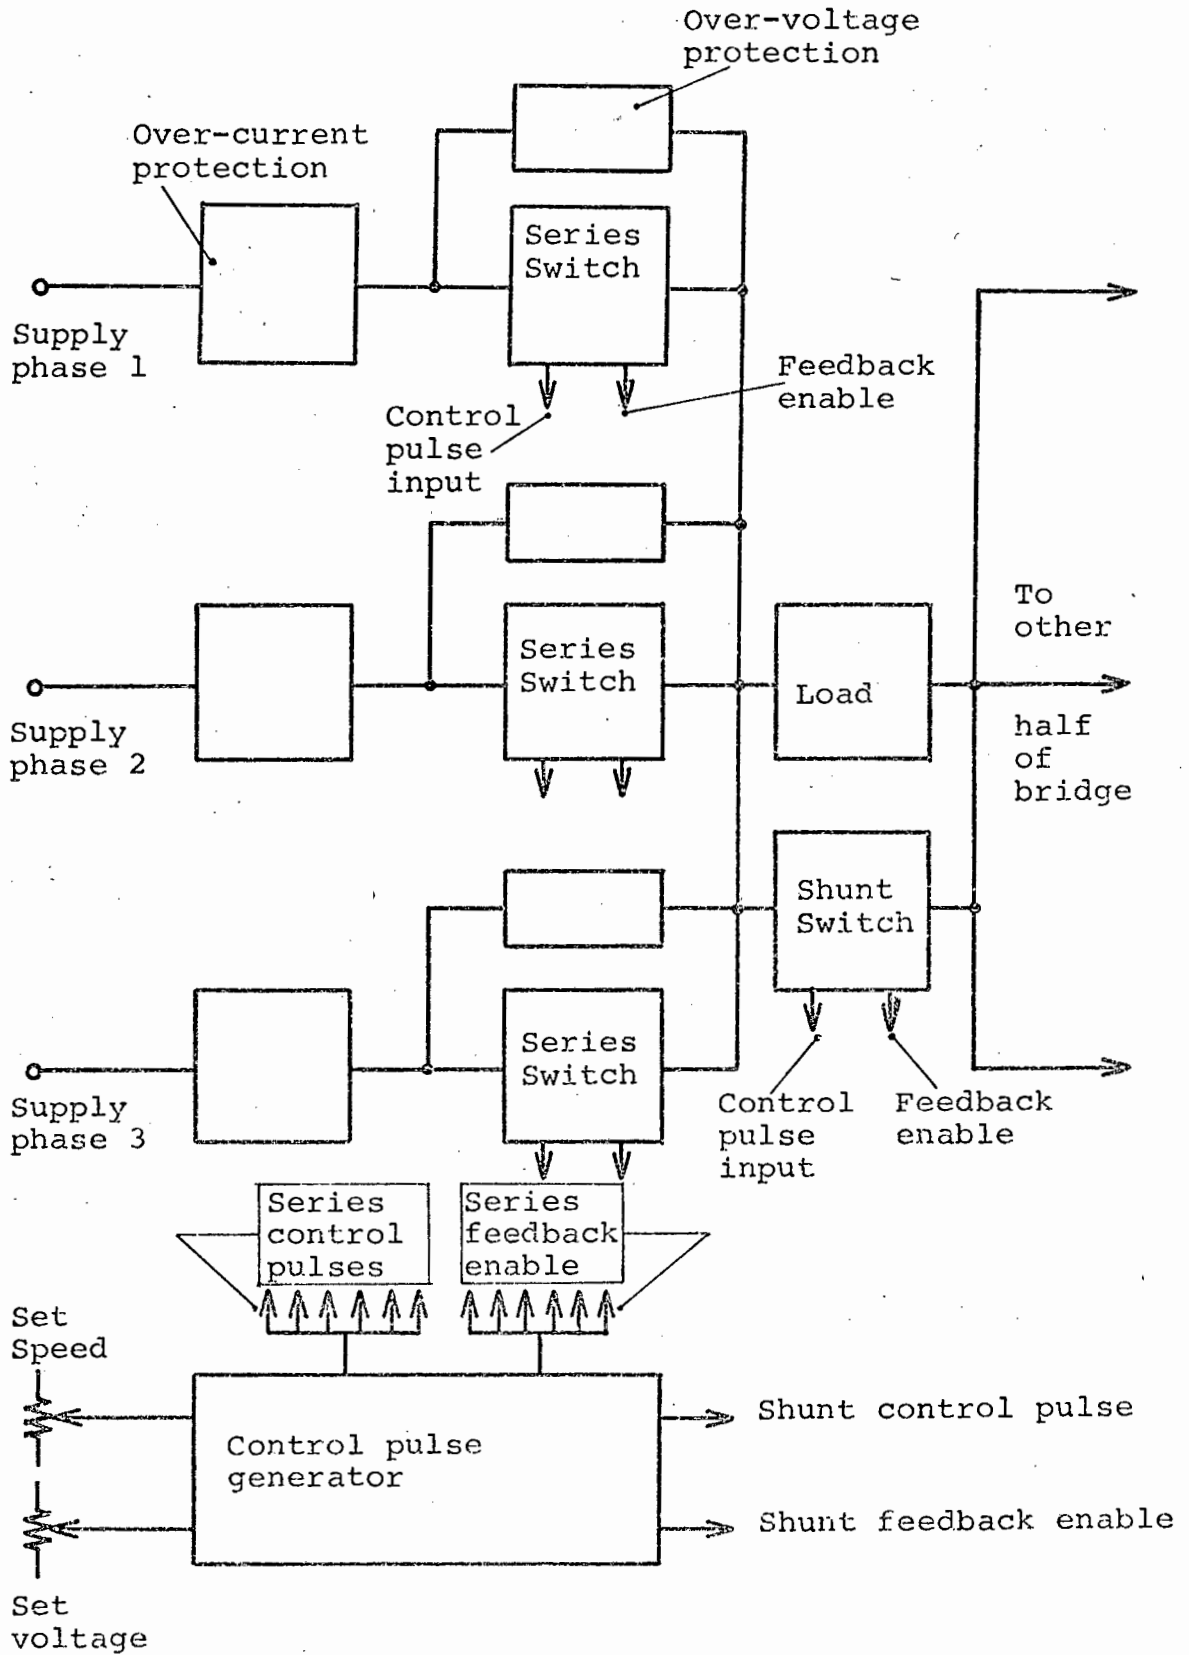 Over-voltage
protection
Over-current
protection
Series
Switch
Supply
phase 1
Feedback
enable
Control
pulse
input
Series
Switch
Supply
phase 2
Load
To
other
half
of
bridge
Shunt
Switch
Series
Switch
Supply
phase 3
Control
pulse
input
Feedback
enable
Series
control
pulses
Series
feedback
enable
Set
Speed
Control pulse
generator
Shunt control pulse
Shunt feedback enable
Set
voltage